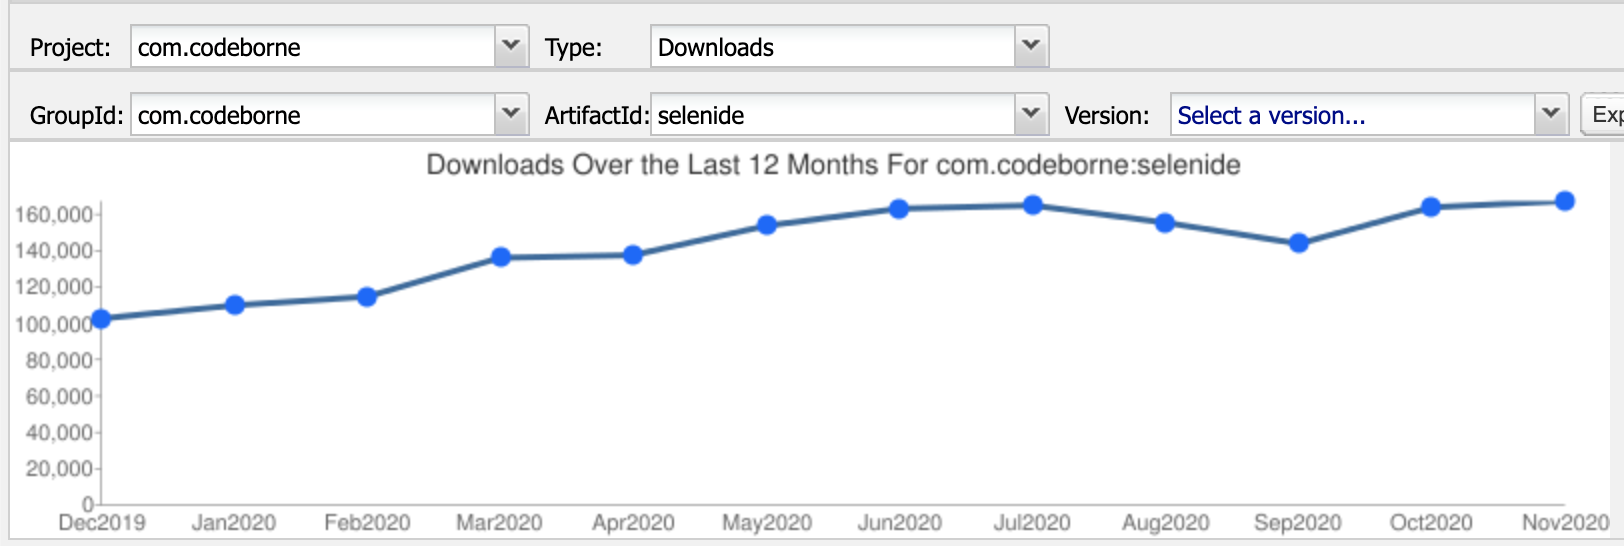 Project: com.codeborne Type: Downloads
GroupId: com.codeborne ArtifactId: selenide Version: Select a version... Exp
Downloads Over the Last 12 Months For com.codeborne:selenide
160,000
140,000
120,000
100,000
80,000
60,000
40,000
20,000
0
Dec2019 Jan2020 Feb2020 Mar2020 Apr2020 May2020 Jun2020 Jul2020 Aug2020 Sep2020 Oct2020 Nov2020